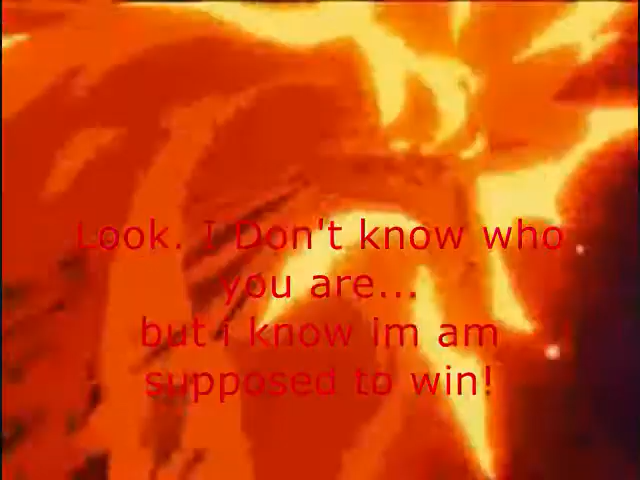 Look. I Don't know who
you are...
but i know im am
supposed to win!